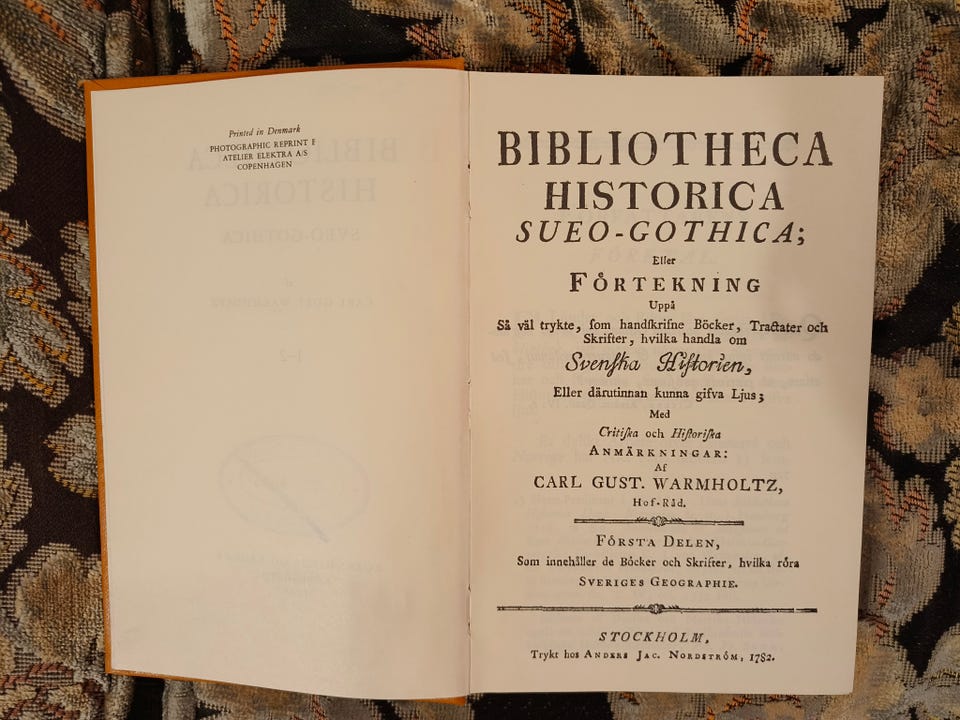 Printed in Denmark
PHOTOGRAPHIC REPRINT
ATELIER ELEKTRA A/S
COPENHAGEN
BIBLIOTHECA
HISTORICA
SUEO-GOTHICA;
Eller
FÖRTEKNING
Uppå
Så väl trykte, ſom handſkrifne Böcker, Tractater och
Skrifter, hvilka handla om
Svenſka Hiſtorien,
Eller därutinnan kunna gifva Ljus;
Med
Critiſka och Hiſtoriſka
ANMÄRKNINGAR:
Af
CARL GUST. WARMHOLTZ,
Hof-Råd.
FÖRSTA DELEN,
Som innehåller de Böcker och Skrifter, hvilka röra
SVERIGES GEOGRAPHIE.
STOCKHOLM,
Trykt hos ANDERS JAC. NORDSTRÖM, 1782.